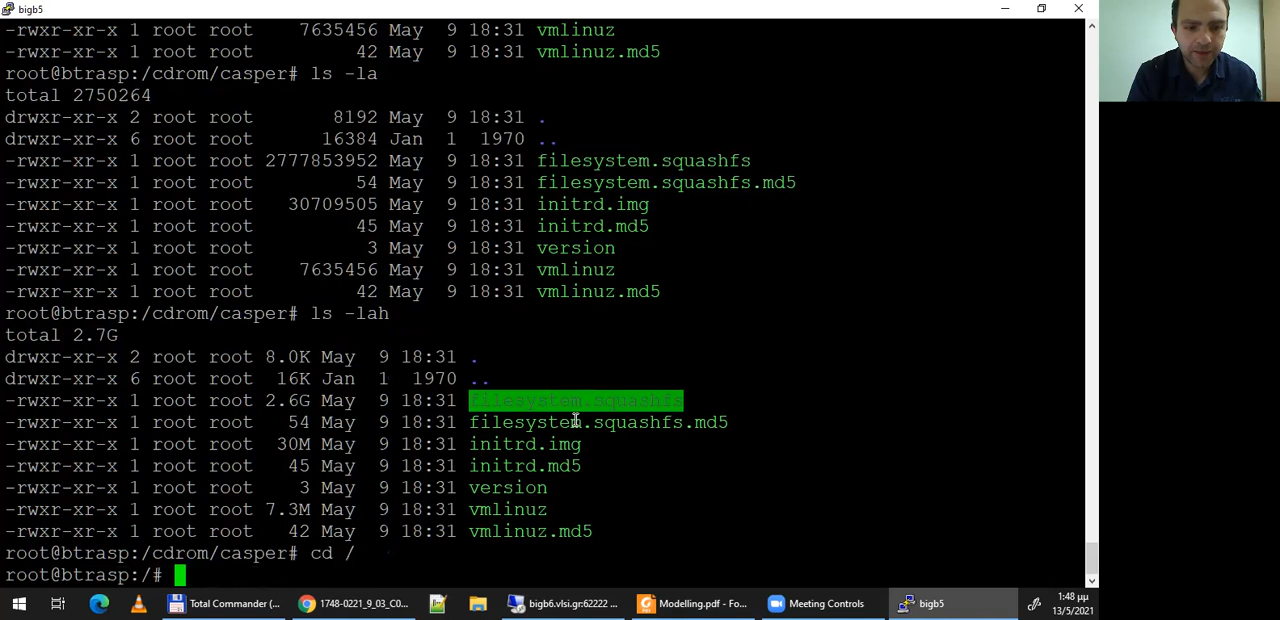 bigb5
-rwxr-xr-x 1 root root 7635456 May 9 18:31 vmlinuz
-rwxr-xr-x 1 root root 42 May 9 18:31 vmlinuz.md5
root@btrasp:/cdrom/casper# ls -la
total 2750264
drwxr-xr-x 2 root root 8192 May 9 18:31 .
drwxr-xr-x 6 root root 16384 Jan 1 1970 ..
-rwxr-xr-x 1 root root 2777853952 May 9 18:31 filesystem.squashfs
-rwxr-xr-x 1 root root 54 May 9 18:31 filesystem.squashfs.md5
-rwxr-xr-x 1 root root 30709505 May 9 18:31 initrd.img
-rwxr-xr-x 1 root root 45 May 9 18:31 initrd.md5
-rwxr-xr-x 1 root root 3 May 9 18:31 version
-rwxr-xr-x 1 root root 7635456 May 9 18:31 vmlinuz
-rwxr-xr-x 1 root root 42 May 9 18:31 vmlinuz.md5
root@btrasp:/cdrom/casper# ls -lah
total 2.7G
drwxr-xr-x 2 root root 8.0K May 9 18:31 .
drwxr-xr-x 6 root root 16K Jan 1 1970 ..
-rwxr-xr-x 1 root root 2.6G May 9 18:31 filesystem.squashfs
-rwxr-xr-x 1 root root 54 May 9 18:31 filesystem.squashfs.md5
-rwxr-xr-x 1 root root 30M May 9 18:31 initrd.img
-rwxr-xr-x 1 root root 45 May 9 18:31 initrd.md5
-rwxr-xr-x 1 root root 3 May 9 18:31 version
-rwxr-xr-x 1 root root 7.3M May 9 18:31 vmlinuz
-rwxr-xr-x 1 root root 42 May 9 18:31 vmlinuz.md5
root@btrasp:/cdrom/casper# cd /
root@btrasp:/#
Total Commander (... 1748-0221_9_03_C0... bigb6.vlsi.gr:62222 ... Modelling.pdf - Fo... Meeting Controls bigb5 1:48 μμ
13/5/2021